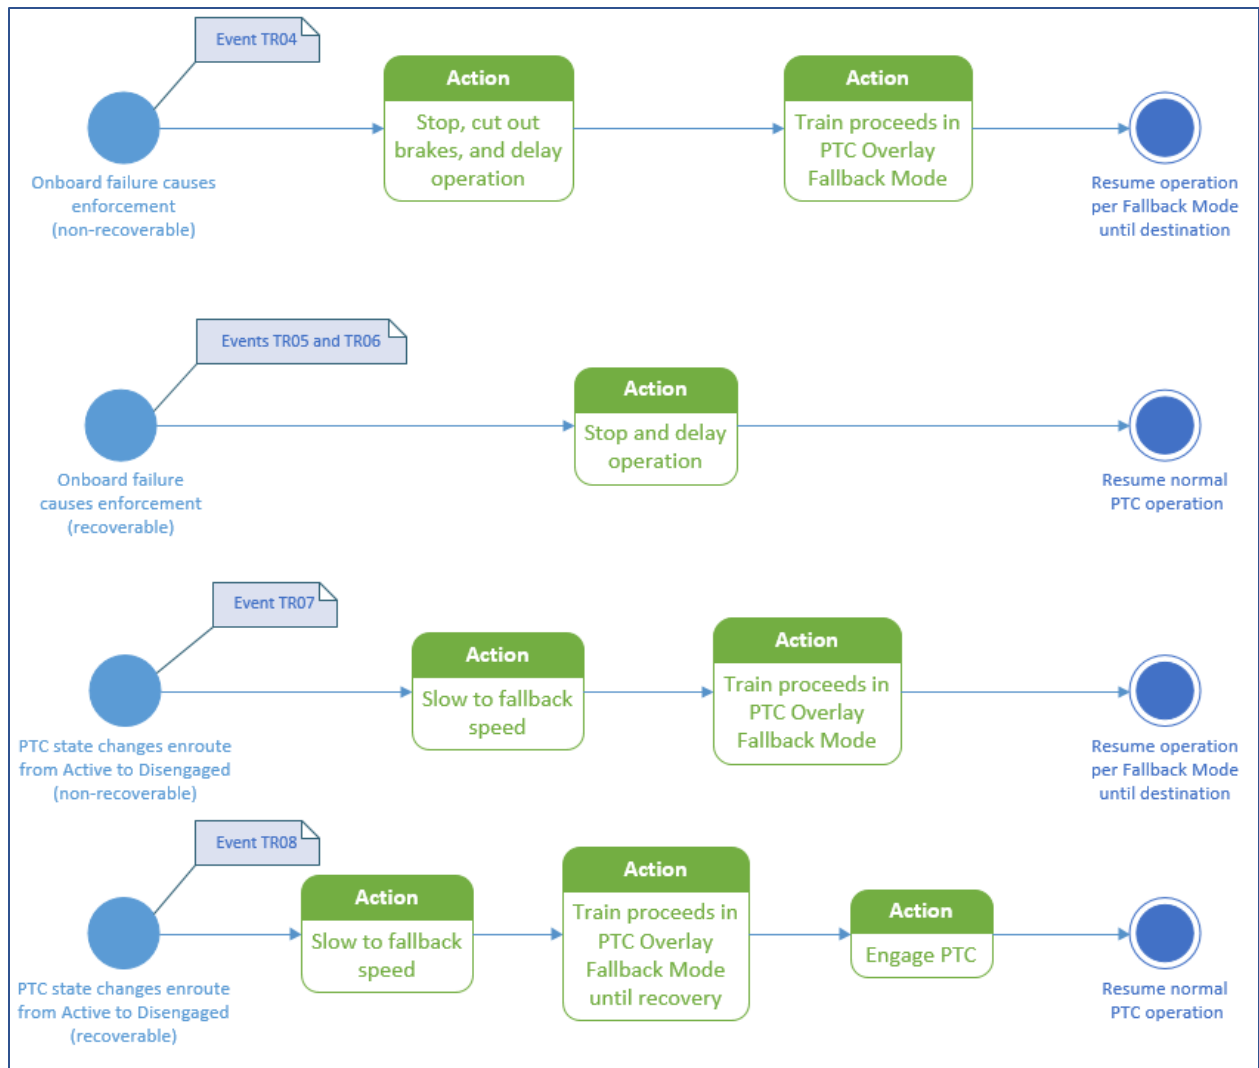 Event TR04
Action
Stop, cut out
brakes, and delay
operation
Action
Train proceeds in
PTC Overlay
Fallback Mode
Onboard failure causes
enforcement
(non-recoverable)
Resume operation
per Fallback Mode
until destination
Events TR05 and TR06
Action
Stop and delay
operation
Onboard failure
causes enforcement
(recoverable)
Resume normal
PTC operation
Event TR07
Action
Slow to fallback
speed
Action
Train proceeds in
PTC Overlay
Fallback Mode
PTC state changes enroute
from Active to Disengaged
(non-recoverable)
Resume operation
per Fallback Mode
until destination
Event TR08
Action
Slow to fallback
speed
Action
Train proceeds in
PTC Overlay
Fallback Mode
until recovery
Action
Engage PTC
PTC state changes enroute
from Active to Disengaged
(recoverable)
Resume normal
PTC operation